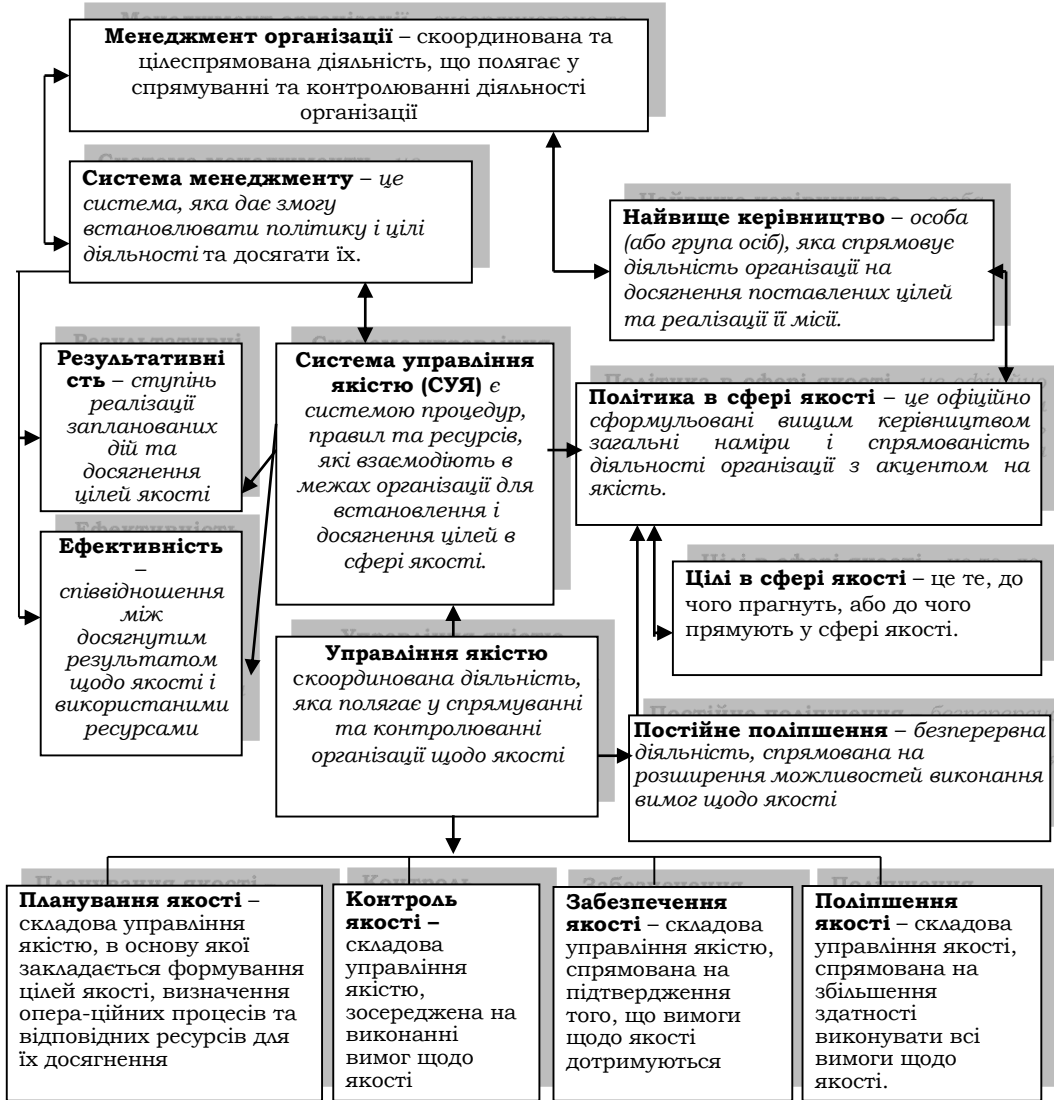 Менеджмент організації – скоординована та
цілеспрямована діяльність, що полягає у
спрямуванні та контролюванні діяльності
організації
Система менеджменту – це
система, яка дає змогу
встановлювати політику і цілі
діяльності та досягати їх.
Найвище керівництво – особа
(або група осіб), яка спрямовує
діяльність організації на
досягнення поставлених цілей
та реалізації її місії.
Результативні
сть – ступінь
реалізації
запланованих
дій та
досягнення
цілей якості
Система управління
якістю (СУЯ) є
системою процедур,
правил та ресурсів,
які взаємодіють в
межах організації для
встановлення і
досягнення цілей в
сфері якості.
Політика в сфері якості – це офіційно
сформульовані вищим керівництвом
загальні наміри і спрямованість
діяльності організації з акцентом на
якість.
Ефективність
–
співвідношення
між
досягнутим
результатом
щодо якості і
використаними
ресурсами
Цілі в сфері якості – це те, до
чого прагнуть, або до чого
прямують у сфері якості.
Управління якістю
скоординована діяльність,
яка полягає у спрямуванні
та контролюванні
організації щодо якості
Постійне поліпшення – безперервна
діяльність, спрямована на
розширення можливостей виконання
вимог щодо якості
Планування якості –
складова управління
якістю, в основу якої
закладається формування
цілей якості, визначення
опера-ційних процесів та
відповідних ресурсів для
їх досягнення
Контроль
якості –
складова
управління
якістю,
зосереджена на
виконанні
вимог щодо
якості
Забезпечення
якості – складова
управління якістю,
спрямована на
підтвердження
того, що вимоги
щодо якості
дотримуються
Поліпшення
якості – складова
управління якості,
спрямована на
збільшення
здатності
виконувати всі
вимоги щодо
якості.